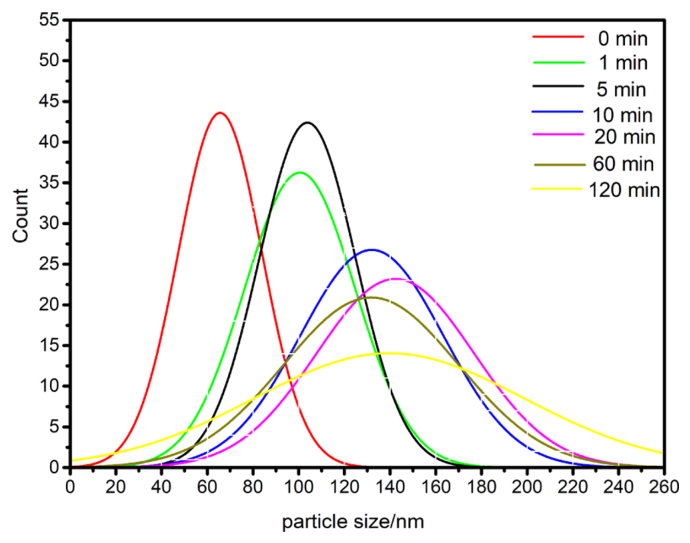 55
50
45
40
35
30
25
20
15
10
5
0
Count
0 min
1 min
5 min
10 min
20 min
60 min
120 min
0 20 40 60 80 100 120 140 160 180 200 220 240 260
particle size/nm